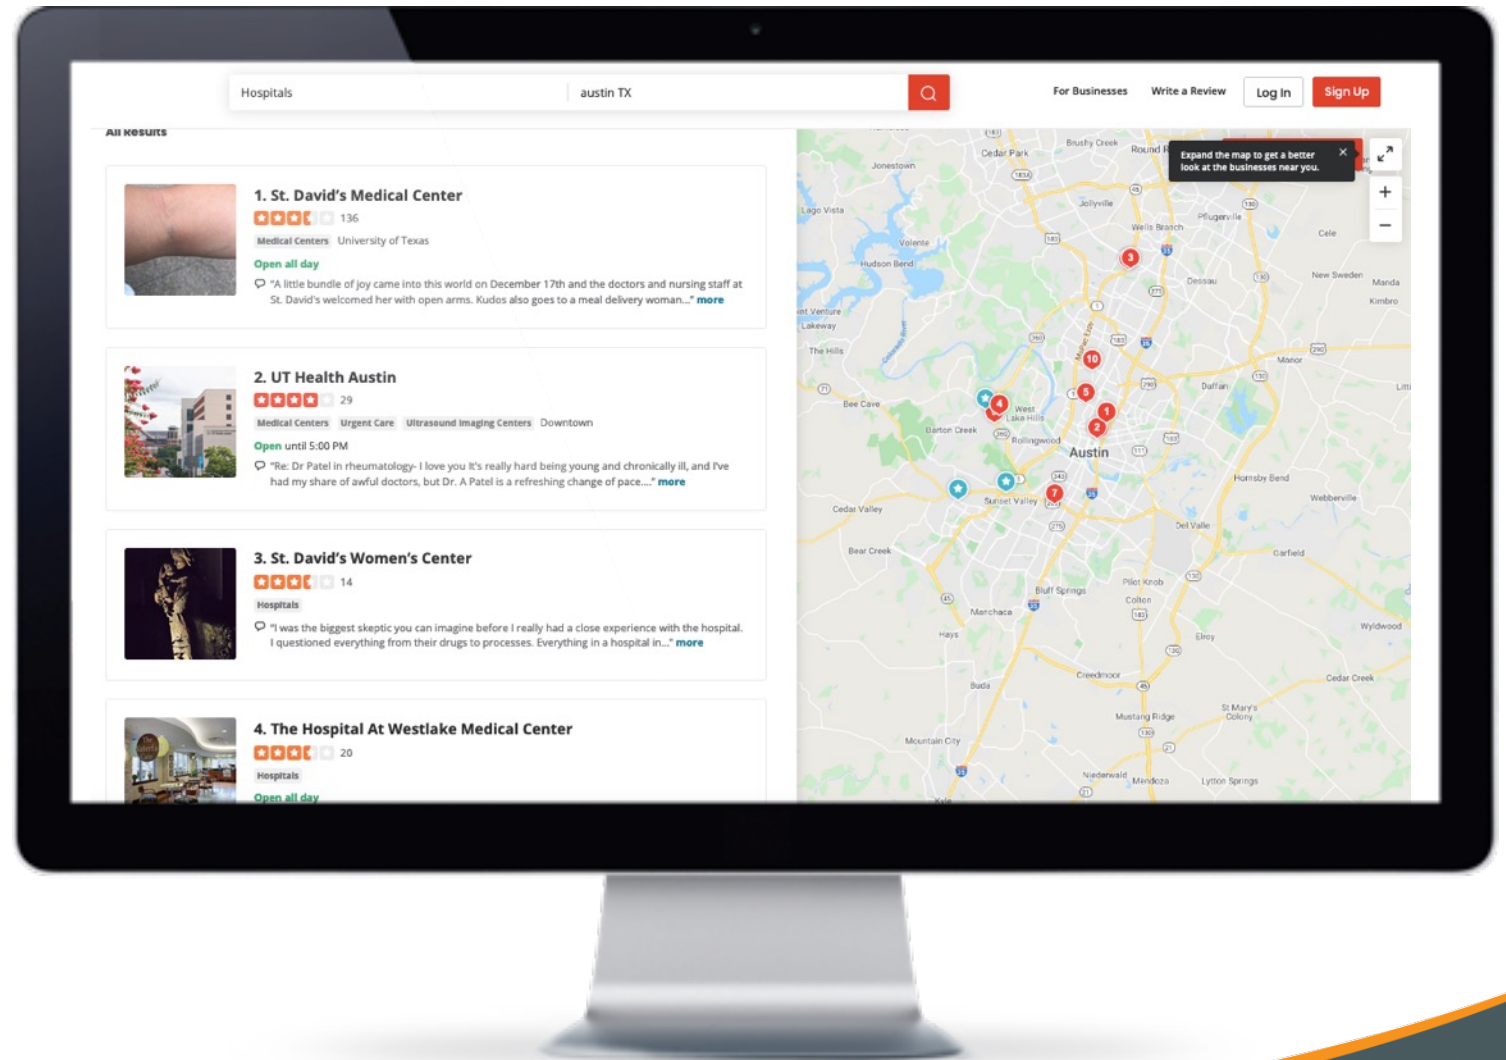 Hospitals
austin TX
For Businesses
Write a Review
Log In
Sign Up
All Results
1. St. David's Medical Center
136
Medical Centers University of Texas
Open all day
"A little bundle of joy came into this world on December 17th and the doctors and nursing staff at
St. David's welcomed her with open arms. Kudos also goes to a meal delivery woman..." more
2. UT Health Austin
29
Medical Centers Urgent Care Ultrasound Imaging Centers Downtown
Open until 5:00 PM
"Re: Dr Patel in rheumatology- I love you It's really hard being young and chronically ill, and I've
had my share of awful doctors, but Dr. A Patel is a refreshing change of pace...." more
3. St. David's Women's Center
14
Hospitals
"I was the biggest skeptic you can imagine before I really had a close experience with the hospital.
I questioned everything from their drugs to processes. Everything in a hospital in..." more
4. The Hospital At Westlake Medical Center
20
Hospitals
Open all day
Expand the map to get a better
look at the businesses near you.
Cedar Park
Brushy Creek
Round
Jonestown
Jollyville
Lago Vista
Pflugerville
Wells Branch
Cele
Volente
Hudson Bend
3
New Sweden
Manda
Dessau
Kimbro
Venture
Lakeway
Colorado River
The Hills
10
Manor
5
Daffan
Bee Cave
4
West
Lake Hills
1
2
Barton Creek
Rollingwood
Austin
Hornsby Bend
Webberville
Sunset Valley
7
Cedar Valley
Del Valle
Bear Creek
Garfield
Pilot Knob
Bluff Springs
Colton
Manchaca
Wyldwood
Hays
Elroy
Creedmoor
Cedar Creek
Buda
St Mary's
Colony
Mustang Ridge
Mountain City
Niederwald
Mendoza
Lytton Springs
Kyle